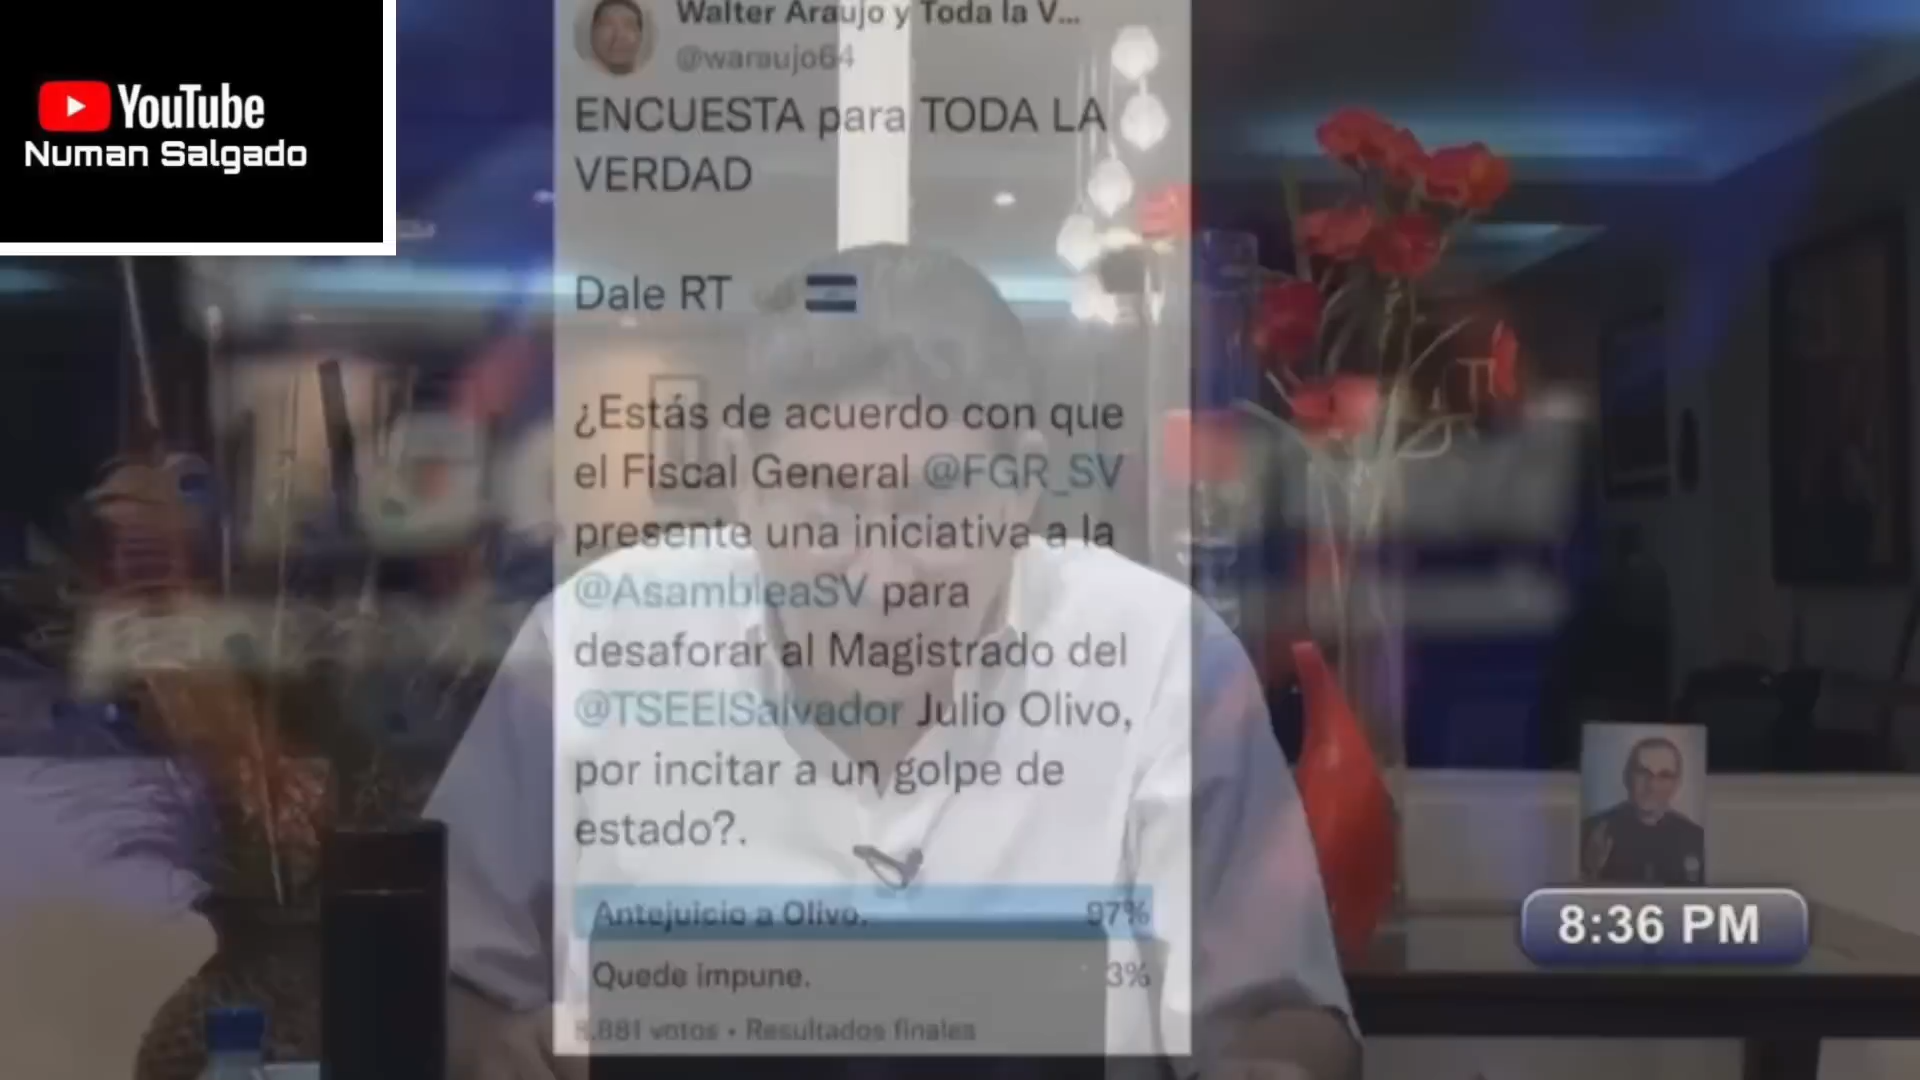 YouTube
Numan Salgado
Walter Araujo y Toda la V...
@waraujo64
ENCUESTA para TODA LA
VERDAD
Dale RT
¿Estás de acuerdo con que
el Fiscal General @FGR_SV
presente una iniciativa a la
@AsambleaSV para
desaforar al Magistrado del
@TSEElSalvador Julio Olivo,
por incitar a un golpe de
estado?.
Antejuicio a Olivo. 97%
Quede impune. 3%
votos • Resultados finales
8:36 PM